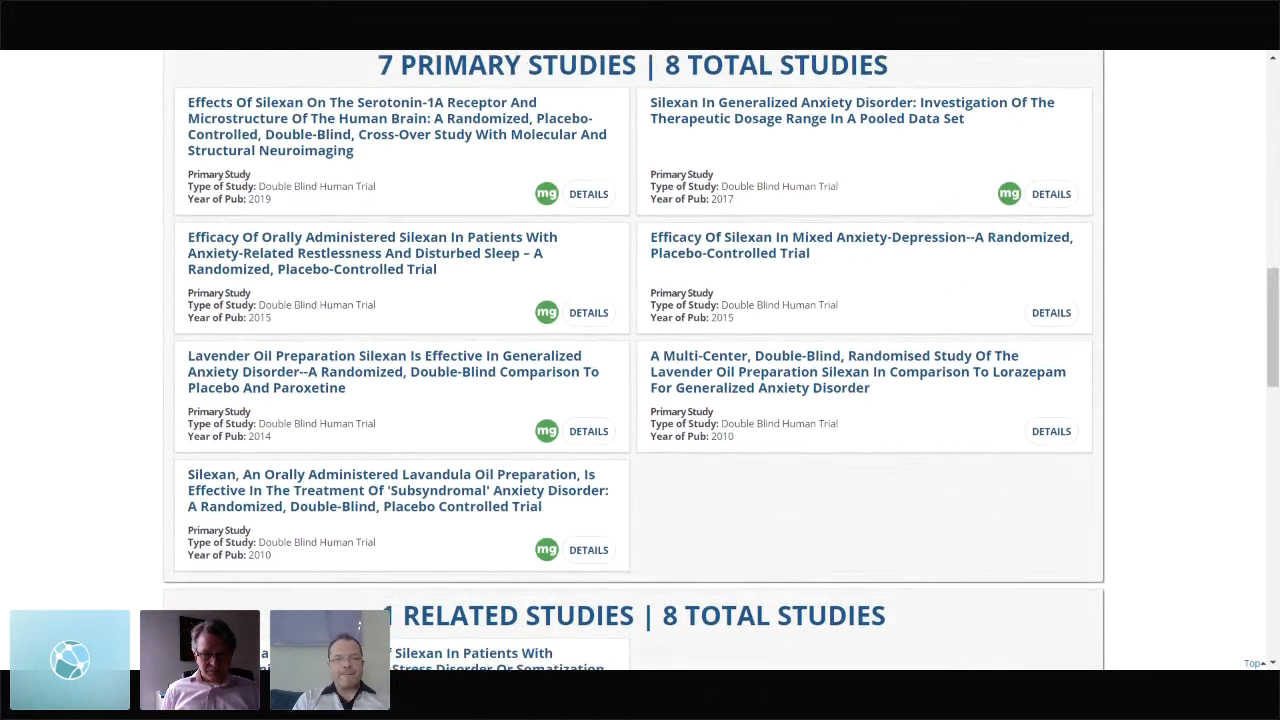 7 PRIMARY STUDIES | 8 TOTAL STUDIES
Effects Of Silexan On The Serotonin-1A Receptor And
Microstructure Of The Human Brain: A Randomized, Placebo-
Controlled, Double-Blind, Cross-Over Study With Molecular And
Structural Neuroimaging
Primary Study
Type of Study: Double Blind Human Trial
Year of Pub: 2019
mg DETAILS
Silexan In Generalized Anxiety Disorder: Investigation Of The
Therapeutic Dosage Range In A Pooled Data Set
Primary Study
Type of Study: Double Blind Human Trial
Year of Pub: 2017
mg DETAILS
Efficacy Of Orally Administered Silexan In Patients With
Anxiety-Related Restlessness And Disturbed Sleep – A
Randomized, Placebo-Controlled Trial
Primary Study
Type of Study: Double Blind Human Trial
Year of Pub: 2015
mg DETAILS
Efficacy Of Silexan In Mixed Anxiety-Depression--A Randomized,
Placebo-Controlled Trial
Primary Study
Type of Study: Double Blind Human Trial
Year of Pub: 2015
DETAILS
Lavender Oil Preparation Silexan Is Effective In Generalized
Anxiety Disorder--A Randomized, Double-Blind Comparison To
Placebo And Paroxetine
Primary Study
Type of Study: Double Blind Human Trial
Year of Pub: 2014
mg DETAILS
A Multi-Center, Double-Blind, Randomised Study Of The
Lavender Oil Preparation Silexan In Comparison To Lorazepam
For Generalized Anxiety Disorder
Primary Study
Type of Study: Double Blind Human Trial
Year of Pub: 2010
DETAILS
Silexan, An Orally Administered Lavandula Oil Preparation, Is
Effective In The Treatment Of 'Subsyndromal' Anxiety Disorder:
A Randomized, Double-Blind, Placebo Controlled Trial
Primary Study
Type of Study: Double Blind Human Trial
Year of Pub: 2010
mg DETAILS
1 RELATED STUDIES | 8 TOTAL STUDIES
Silexan In Patients With
Stress Disorder Or Somatization
Top